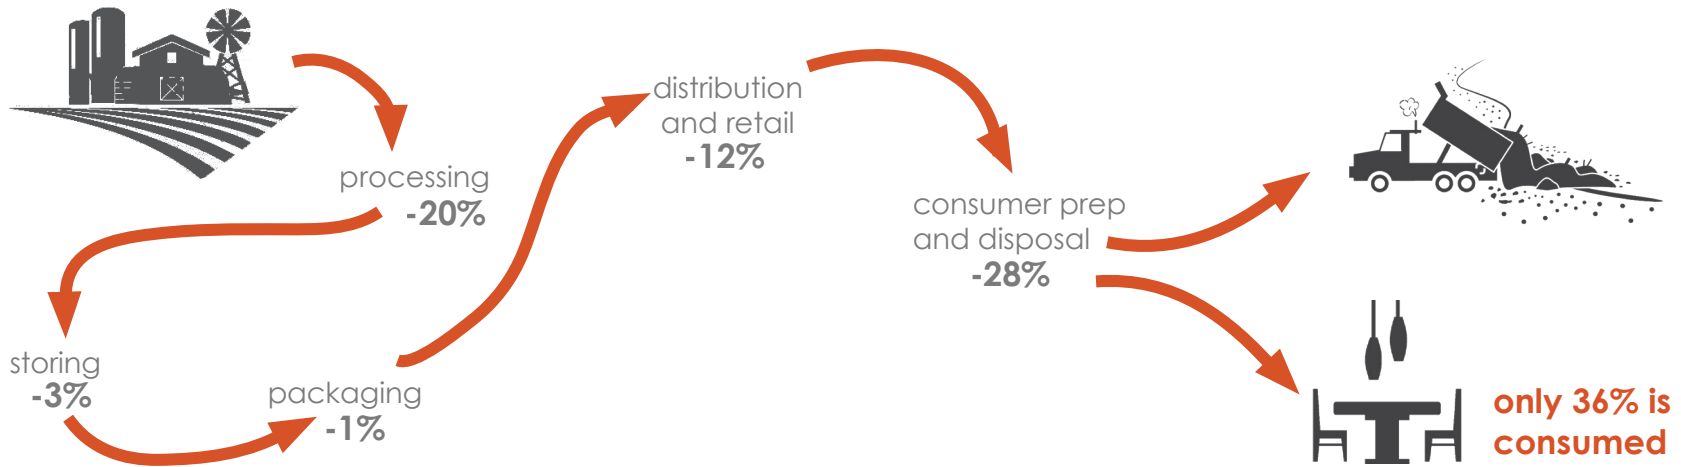 processing
-20%
storing
-3%
packaging
-1%
distribution
and retail
-12%
consumer prep
and disposal
-28%
only 36% is
consumed